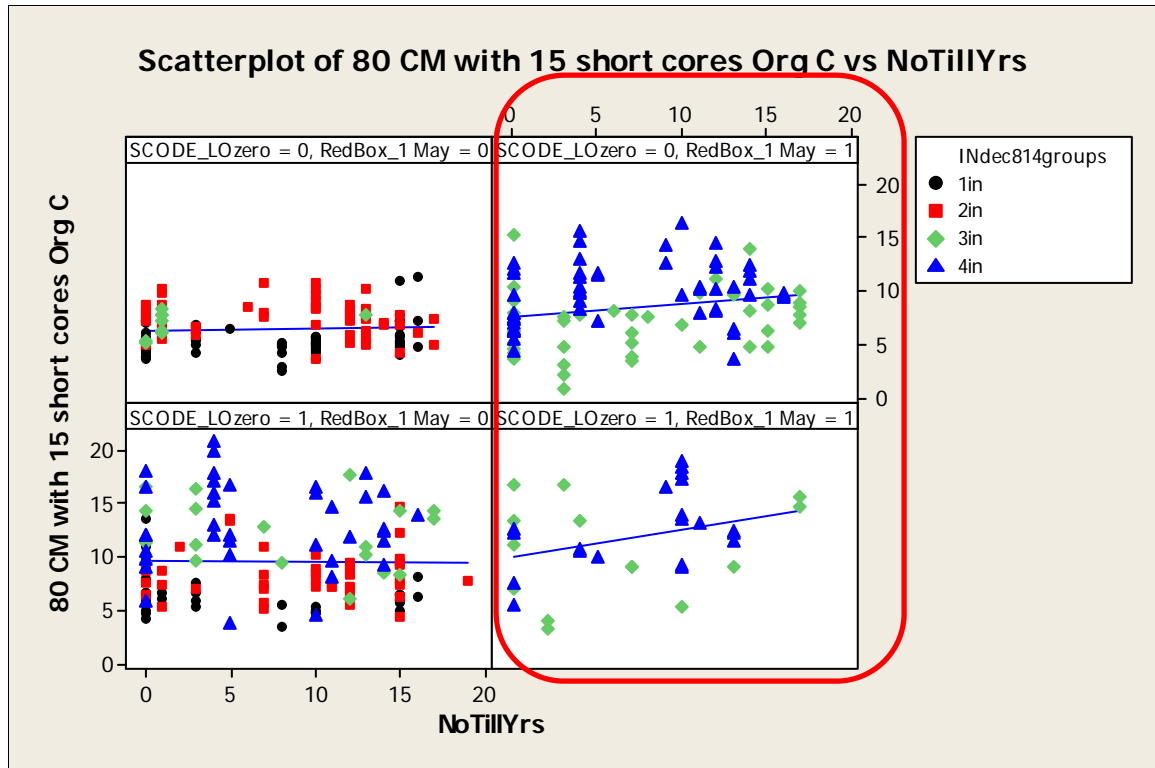 Scatterplot of 80 CM with 15 short cores Org C vs NoTillYrs
0 5 10 15 20
SCODE_LOzero = 0, RedBox_1 May = 0
SCODE_LOzero = 0, RedBox_1 May = 1
20
15
10
5
0
SCODE_LOzero = 1, RedBox_1 May = 0
SCODE_LOzero = 1, RedBox_1 May = 1
20
15
10
5
0
0 5 10 15 20
NoTillYrs
80 CM with 15 short cores Org C
INdec814groups
1in
2in
3in
4in